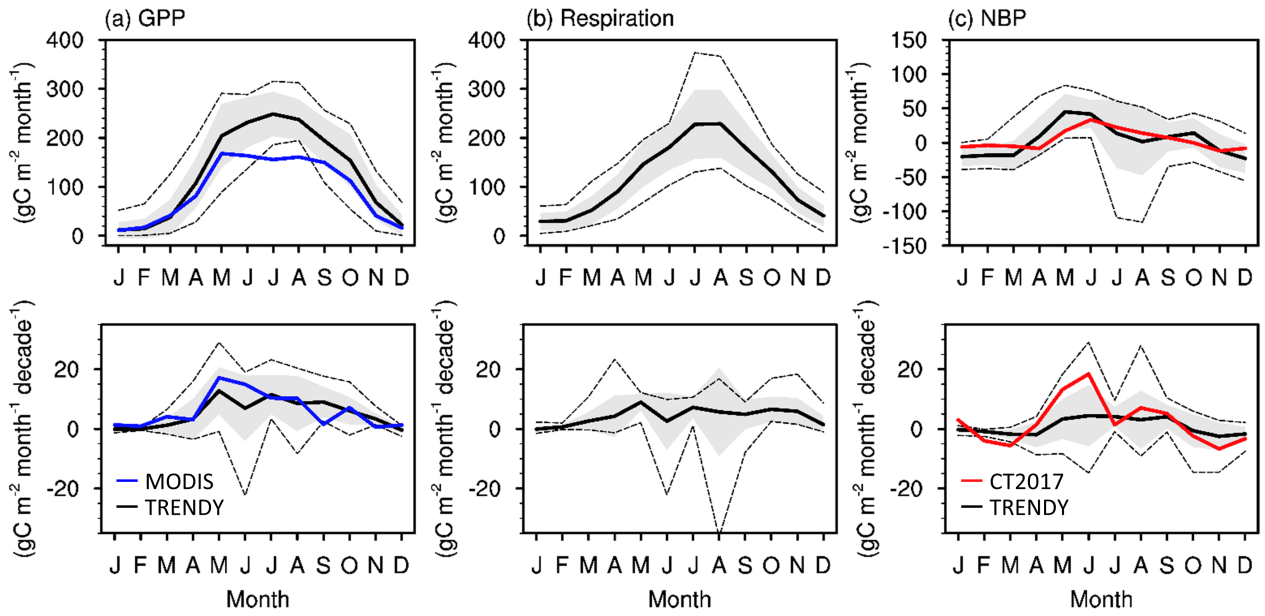 (a) GPP
400
300
200
100
0
(gC m-2 month-1)
J F M A M J J A S O N D
(b) Respiration
400
300
200
100
0
(gC m-2 month-1)
J F M A M J J A S O N D
(c) NBP
150
100
50
0
-50
-100
-150
(gC m-2 month-1)
J F M A M J J A S O N D
20
0
-20
(gC m-2 month-1 decade-1)
MODIS
TRENDY
J F M A M J J A S O N D
Month
20
0
-20
(gC m-2 month-1 decade-1)
J F M A M J J A S O N D
Month
20
0
-20
(gC m-2 month-1 decade-1)
CT2017
TRENDY
J F M A M J J A S O N D
Month